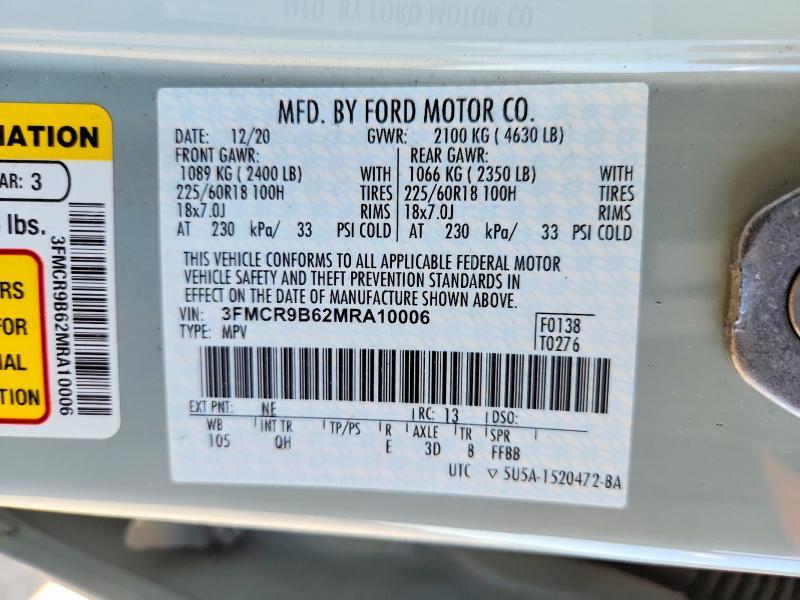 MFD. BY FORD MOTOR CO.
MATION
AR: 3
lbs.
3FMCR9B62MRA10006
RS
FOR
AL
TION
MFD. BY FORD MOTOR CO.
DATE: 12/20 GVWR: 2100 KG ( 4630 LB)
FRONT GAWR: REAR GAWR:
1089 KG ( 2400 LB) WITH 1066 KG ( 2350 LB) WITH
225/60R18 100H TIRES 225/60R18 100H TIRES
18x7.0J RIMS 18x7.0J RIMS
AT 230 kPa/ 33 PSI COLD AT 230 kPa/ 33 PSI COLD
THIS VEHICLE CONFORMS TO ALL APPLICABLE FEDERAL MOTOR
VEHICLE SAFETY AND THEFT PREVENTION STANDARDS IN
EFFECT ON THE DATE OF MANUFACTURE SHOWN ABOVE.
VIN: 3FMCR9B62MRA10006 F0138
TYPE: MPV T0276
EXT PNT: NE RC: 13 DSO:
WB INT TR TP/PS R AXLE TR SPR
105 QH E 3D 8 FFBB
UTC ▽ 5U5A-1520472-BA